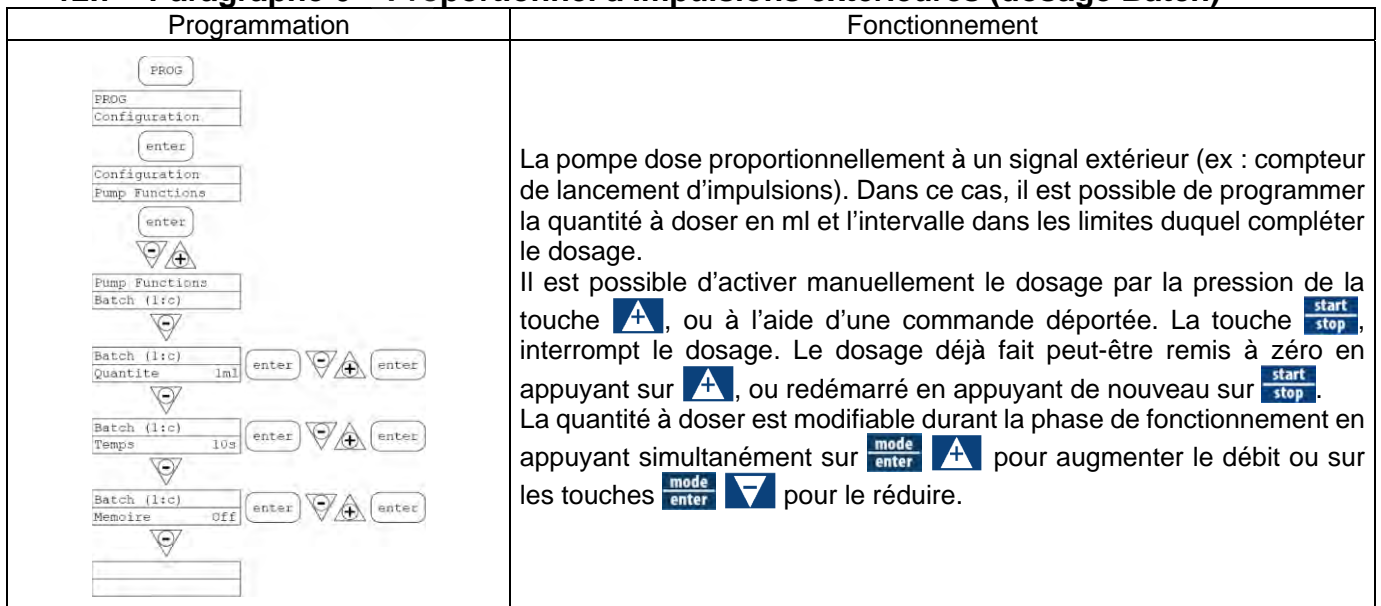 Programmation
Fonctionnement
PROG
PROG
Configuration
enter
Configuration
Pump Functions
enter
Pump Functions
Batch (1:c)
Batch (1:c)
Quantite 1ml enter enter
Batch (1:c)
Temps 10s enter enter
Batch (1:c)
Memoire Off enter enter
La pompe dose proportionnellement à un signal extérieur (ex : compteur
de lancement d’impulsions). Dans ce cas, il est possible de programmer
la quantité à doser en ml et l’intervalle dans les limites duquel compléter
le dosage.
Il est possible d’activer manuellement le dosage par la pression de la
touche +, ou à l’aide d’une commande déportée. La touche start stop,
interrompt le dosage. Le dosage déjà fait peut-être remis à zéro en
appuyant sur +, ou redémarré en appuyant de nouveau sur start stop.
La quantité à doser est modifiable durant la phase de fonctionnement en
appuyant simultanément sur mode enter + pour augmenter le débit ou sur
les touches mode enter - pour le réduire.